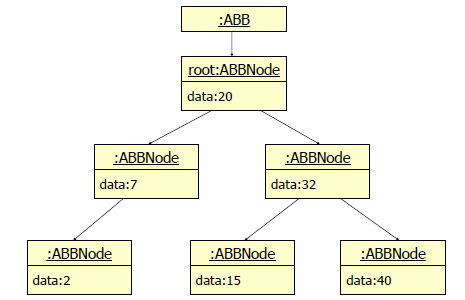 :ABB
root:ABBNode
data:20
:ABBNode
data:7
:ABBNode
data:32
:ABBNode
data:2
:ABBNode
data:15
:ABBNode
data:40